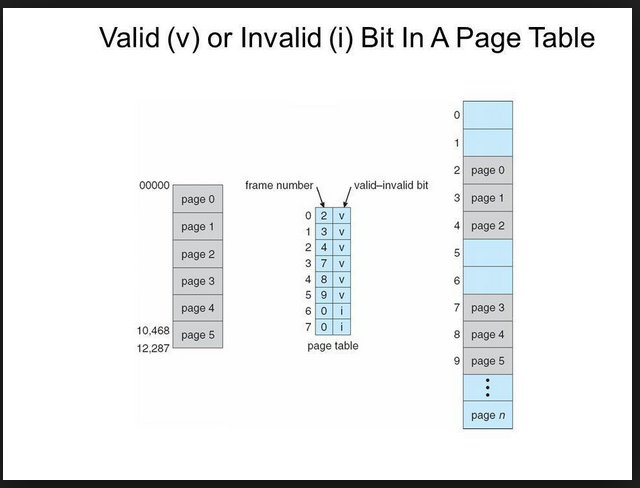 Valid (v) or Invalid (i) Bit In A Page Table
00000
page 0
page 1
page 2
page 3
page 4
page 5
10,468
12,287
frame number
valid–invalid bit
0 2 v
1 3 v
2 4 v
3 7 v
4 8 v
5 9 v
6 0 i
7 0 i
page table
0
1
2 page 0
3 page 1
4 page 2
5
6
7 page 3
8 page 4
9 page 5
page n